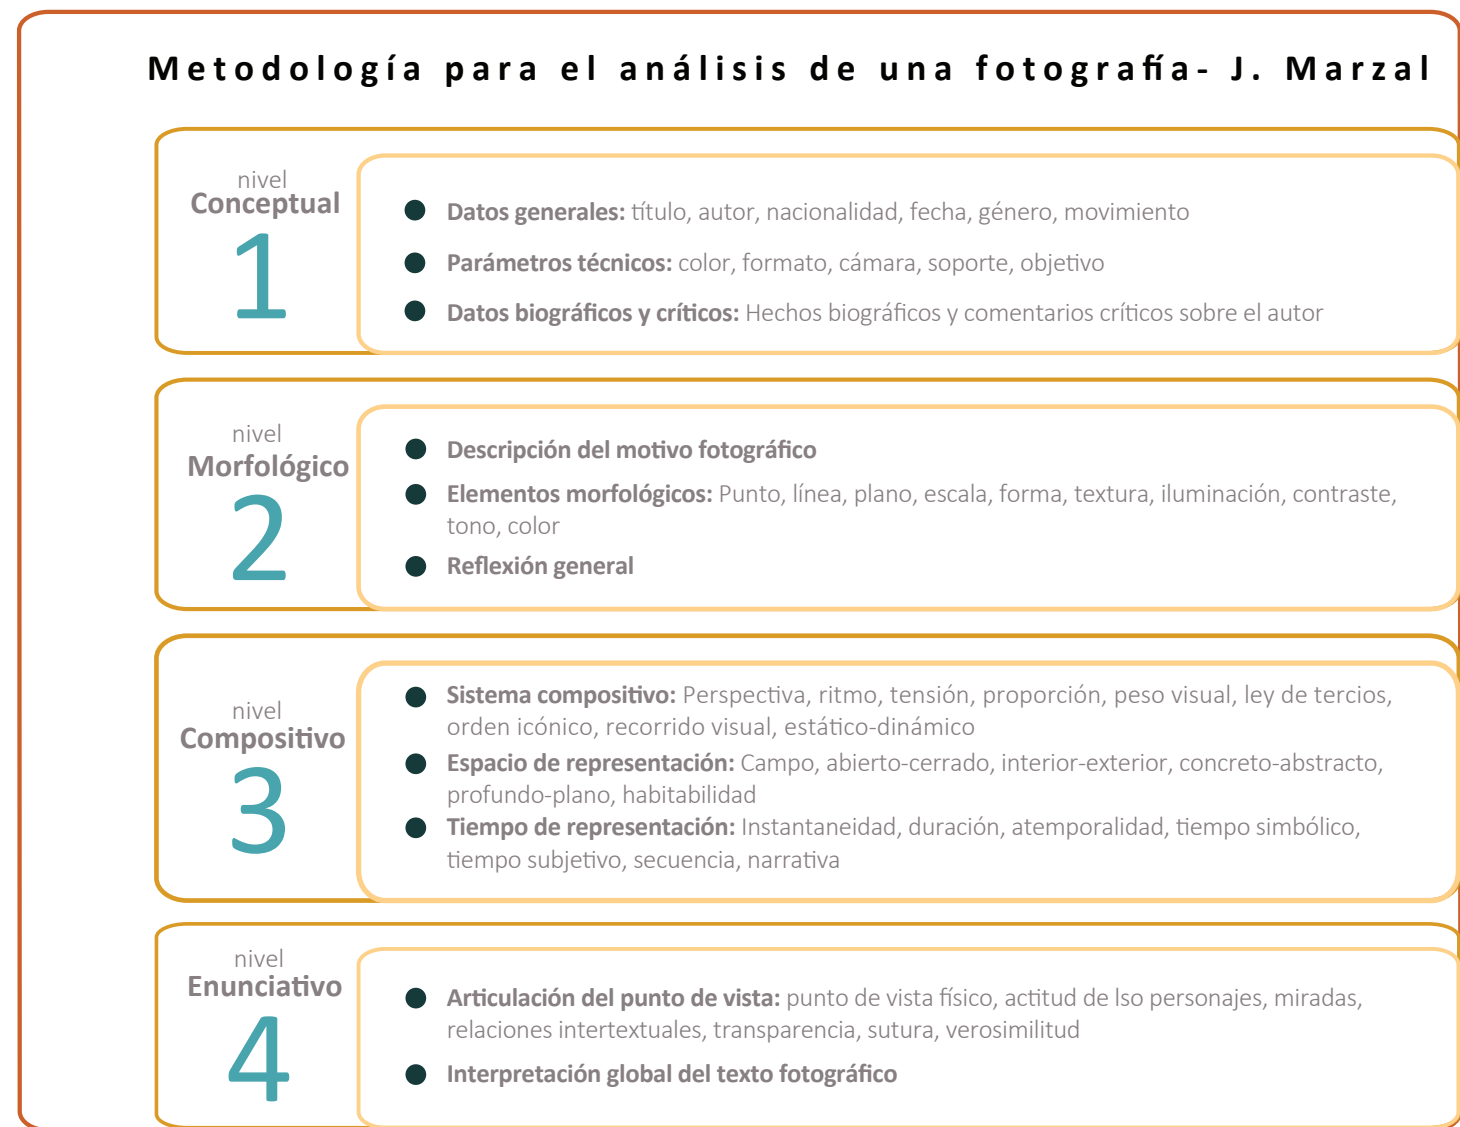 Metodología para el análisis de una fotografía- J. Marzal
nivel
Conceptual
1
Datos generales: título, autor, nacionalidad, fecha, género, movimiento
Parámetros técnicos: color, formato, cámara, soporte, objetivo
Datos biográficos y críticos: Hechos biográficos y comentarios críticos sobre el autor
nivel
Morfológico
2
Descripción del motivo fotográfico
Elementos morfológicos: Punto, línea, plano, escala, forma, textura, iluminación, contraste,
tono, color
Reflexión general
nivel
Compositivo
3
Sistema compositivo: Perspectiva, ritmo, tensión, proporción, peso visual, ley de tercios,
orden icónico, recorrido visual, estático-dinámico
Espacio de representación: Campo, abierto-cerrado, interior-exterior, concreto-abstracto,
profundo-plano, habitabilidad
Tiempo de representación: Instantaneidad, duración, atemporalidad, tiempo simbólico,
tiempo subjetivo, secuencia, narrativa
nivel
Enunciativo
4
Articulación del punto de vista: punto de vista físico, actitud de lso personajes, miradas,
relaciones intertextuales, transparencia, sutura, verosimilitud
Interpretación global del texto fotográfico